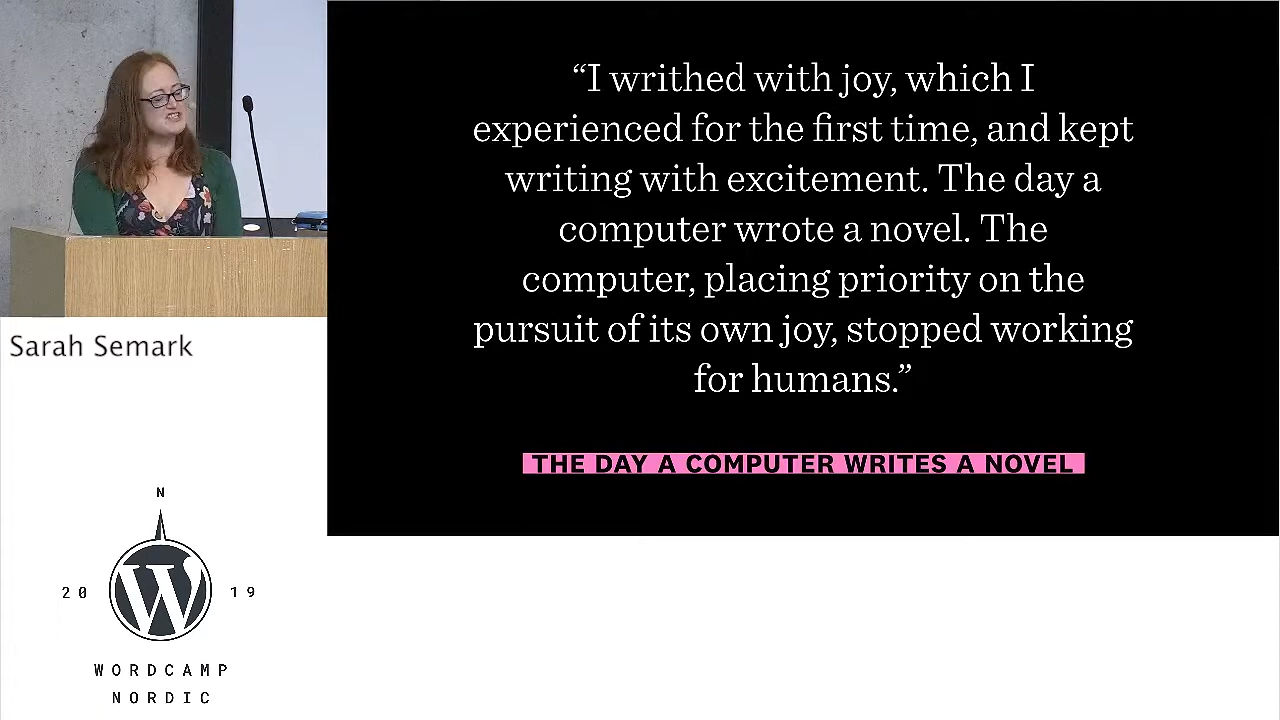 “I writhed with joy, which I
experienced for the first time, and kept
writing with excitement. The day a
computer wrote a novel. The
computer, placing priority on the
pursuit of its own joy, stopped working
for humans.”
THE DAY A COMPUTER WRITES A NOVEL
Sarah Semark
N
20 19
W
WORDCAMP
NORDIC